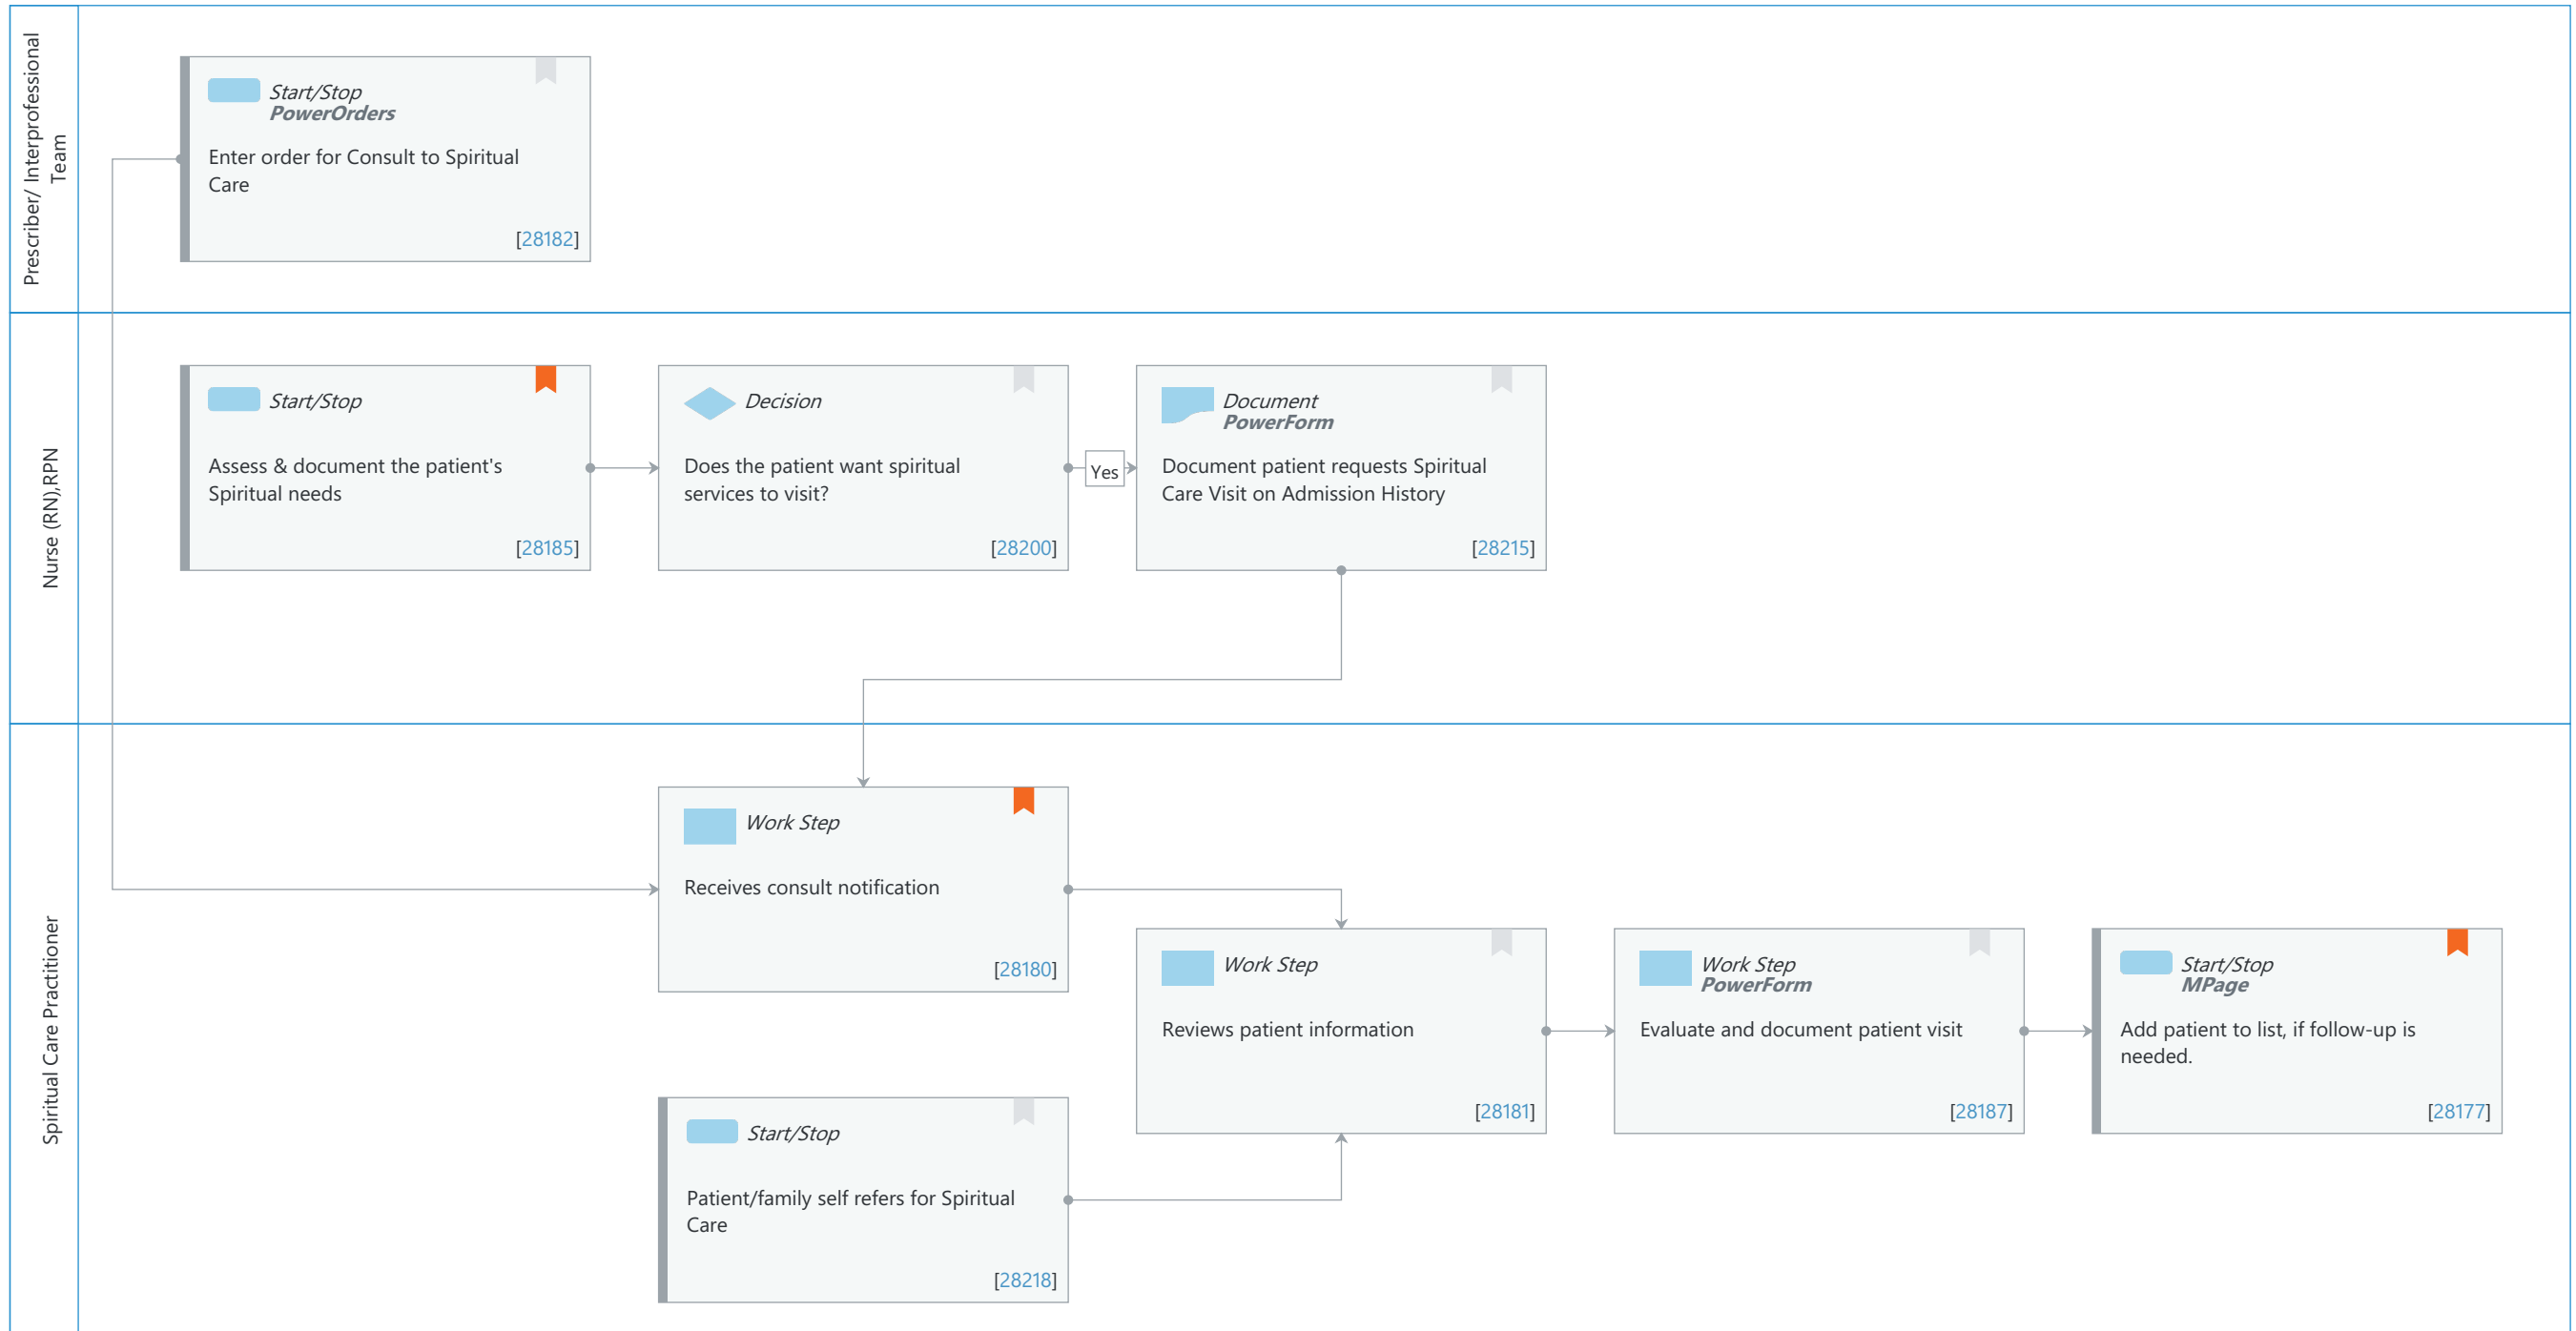 Prescriber/ Interprofessional
Team
Start/Stop
PowerOrders
Enter order for Consult to Spiritual
Care
[28182]
Nurse (RN),RPN
Start/Stop
Assess & document the patient's
Spiritual needs
[28185]
Decision
Does the patient want spiritual
services to visit?
[28200]
Yes
Document
PowerForm
Document patient requests Spiritual
Care Visit on Admission History
[28215]
Spiritual Care Practitioner
Work Step
Receives consult notification
[28180]
Start/Stop
Patient/family self refers for Spiritual
Care
[28218]
Work Step
Reviews patient information
[28181]
Work Step
PowerForm
Evaluate and document patient visit
[28187]
Start/Stop
MPage
Add patient to list, if follow-up is
needed.
[28177]